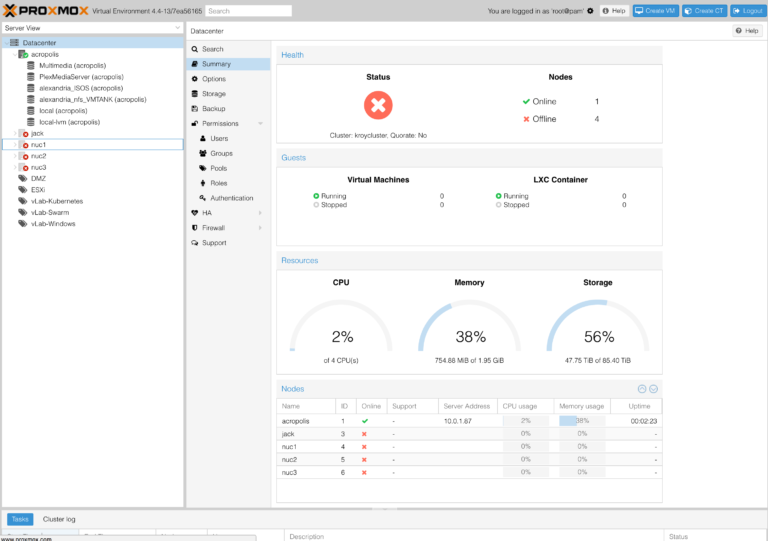 PROXMOX Virtual Environment 4.4-13/7ea56165 Search You are logged in as 'root@pam' Help Create VM Create CT Logout
Server View
Datacenter
acropolis
Multimedia (acropolis)
PlexMediaServer (acropolis)
alexandria_ISOS (acropolis)
alexandria_nfs_VMTANK (acropolis)
local (acropolis)
local-lvm (acropolis)
jack
nuc1
nuc2
nuc3
DMZ
ESXi
vLab-Kubernetes
vLab-Swarm
vLab-Windows
Datacenter Help
Search
Summary
Options
Storage
Backup
Permissions
Users
Groups
Pools
Roles
Authentication
HA
Firewall
Support
Health
Status Nodes
Online 1
Offline 4
Cluster: kroycluster, Quorate: No
Guests
Virtual Machines LXC Container
Running 0 Running 0
Stopped 0 Stopped 0
Resources
CPU Memory Storage
2% 38% 56%
of 4 CPU(s) 754.88 MiB of 1.95 GiB 47.75 TiB of 85.40 TiB
Nodes
Name ID Online Support Server Address CPU usage Memory usage Uptime
acropolis 1 - 10.0.1.67 2% 38% 00:02:23
jack 3 - 0% 0% -
nuc1 4 - 0% 0% -
nuc2 5 - 0% 0% -
nuc3 6 - 0% 0% -
Tasks Cluster log
Description Status
www.proxmox.com